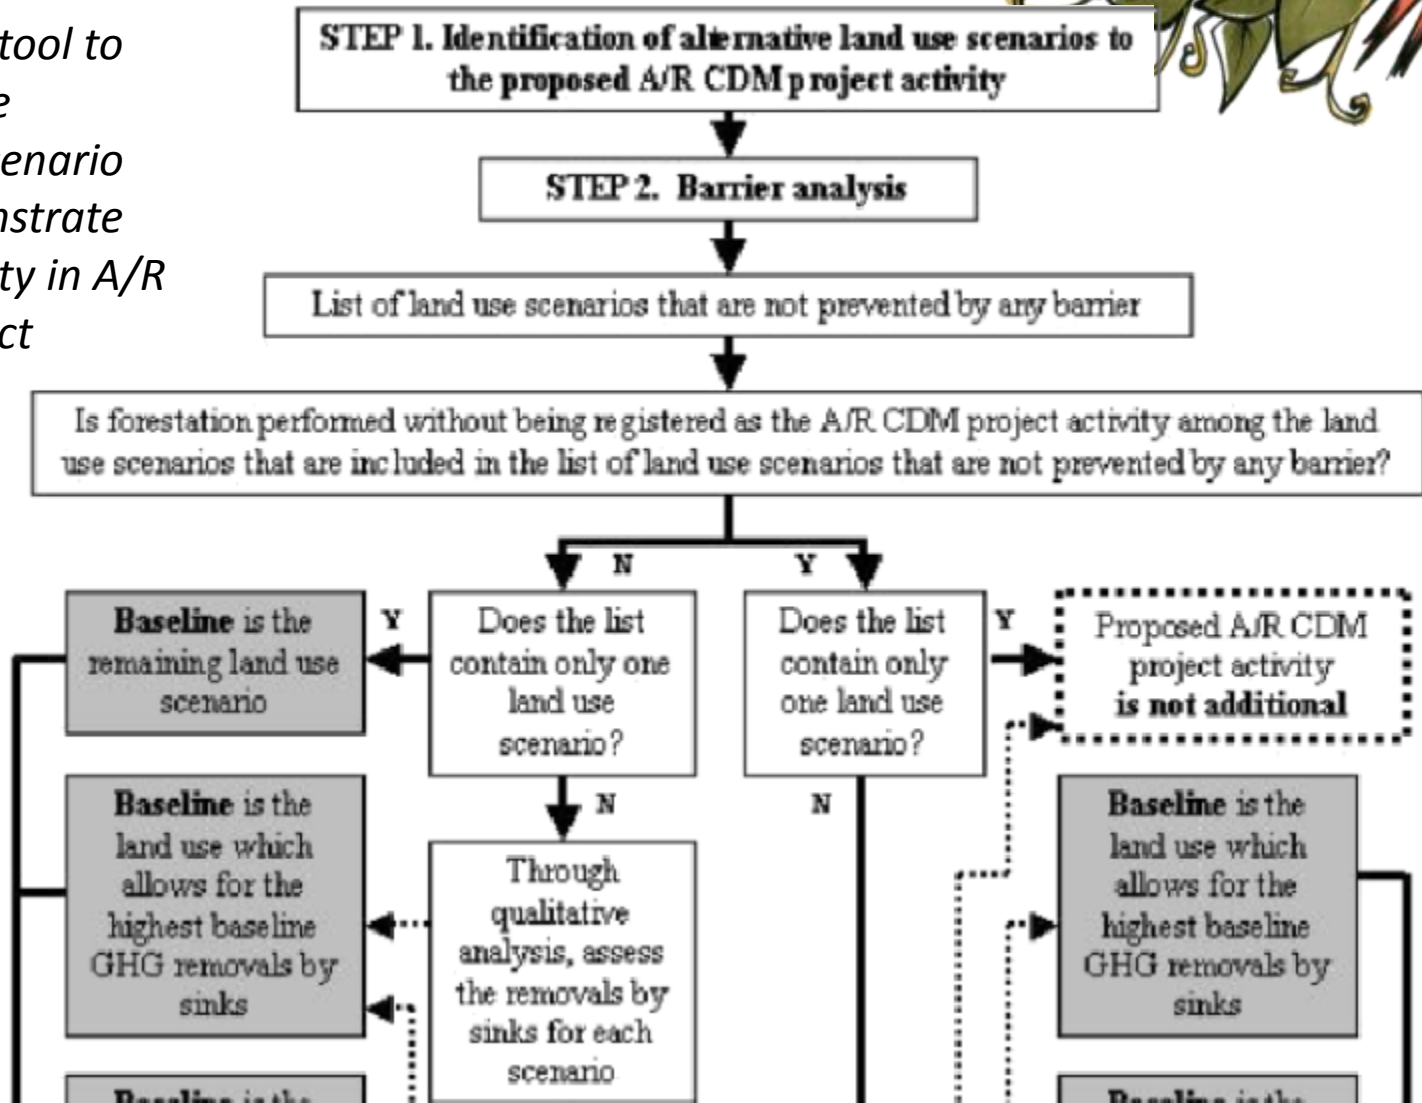 tool to
e
enario
nstrate
ty in A/R
ct
STEP 1. Identification of alternative land use scenarios to
the proposed A/R CDM project activity
STEP 2. Barrier analysis
List of land use scenarios that are not prevented by any barrier
Is forestation performed without being registered as the A/R CDM project activity among the land
use scenarios that are included in the list of land use scenarios that are not prevented by any barrier?
N
Y
Baseline is the
remaining land use
scenario
Y
Does the list
contain only one
land use
scenario?
Does the list
contain only
one land use
scenario?
Y
Proposed A/R CDM
project activity
is not additional
N
N
Baseline is the
land use which
allows for the
highest baseline
GHG removals by
sinks
Through
qualitative
analysis, assess
the removals by
sinks for each
scenario
Baseline is the
land use which
allows for the
highest baseline
GHG removals by
sinks
Baseline is the
Baseline is the